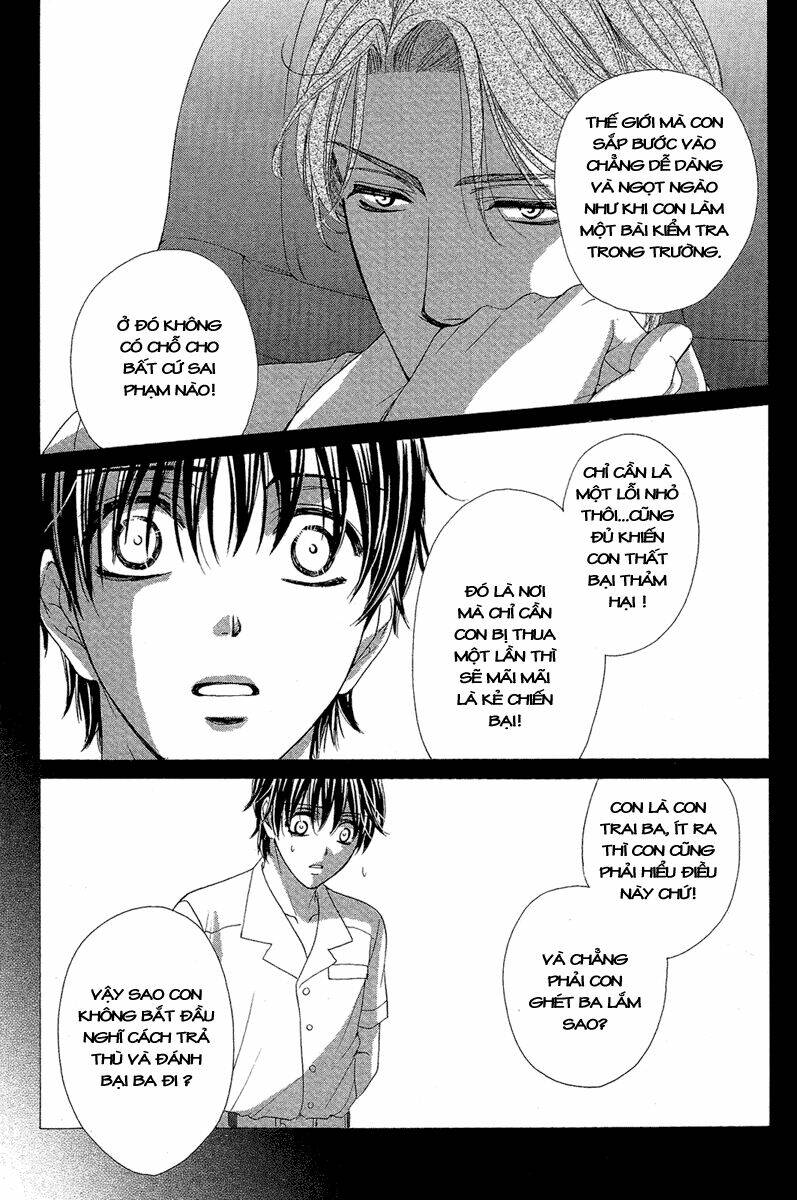 THẾ GIỚI MÀ CON
SẮP BƯỚC VÀO
CHẲNG DỄ DÀNG
VÀ NGỌT NGÀO
NHƯ KHI CON LÀM
MỘT BÀI KIỂM TRA
TRONG TRƯỜNG.
Ở ĐÓ KHÔNG
CÓ CHỖ CHO
BẤT CỨ SAI
PHẠM NÀO!
CHỈ CẦN LÀ
MỘT LỖI NHỎ
THÔI...CŨNG
ĐỦ KHIẾN
CON THẤT
BẠI THẢM
HẠI !
ĐÓ LÀ NƠI
MÀ CHỈ CẦN
CON BỊ THUA
MỘT LẦN THÌ
SẼ MÃI MÃI
LÀ KẺ CHIẾN
BẠI!
CON LÀ CON
TRAI BA, ÍT RA
THÌ CON CŨNG
PHẢI HIỂU ĐIỀU
NÀY CHỨ!
VÀ CHẲNG
PHẢI CON
GHÉT BA LẮM
SAO?
VẬY SAO CON
KHÔNG BẮT ĐẦU
NGHĨ CÁCH TRẢ
THÙ VÀ ĐÁNH
BẠI BA ĐI ?